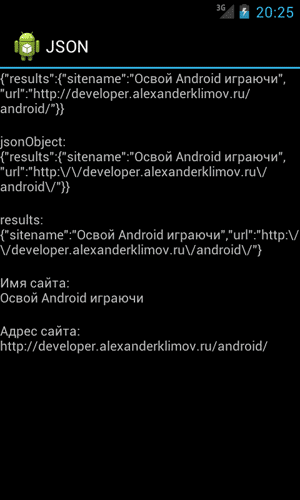 3G 20:25
JSON
{"results":{"sitename":"Освой Android играючи",
"url":"http://developer.alexanderklimov.ru/
android/"}}
jsonObject:
{"results":{"sitename":"Освой Android играючи",
"url":"http:\/\/developer.alexanderklimov.ru\/
android\/"}}
results:
{"sitename":"Освой Android играючи","url":"http:\/
\/developer.alexanderklimov.ru\/android\/"}
Имя сайта:
Освой Android играючи
Адрес сайта:
http://developer.alexanderklimov.ru/android/